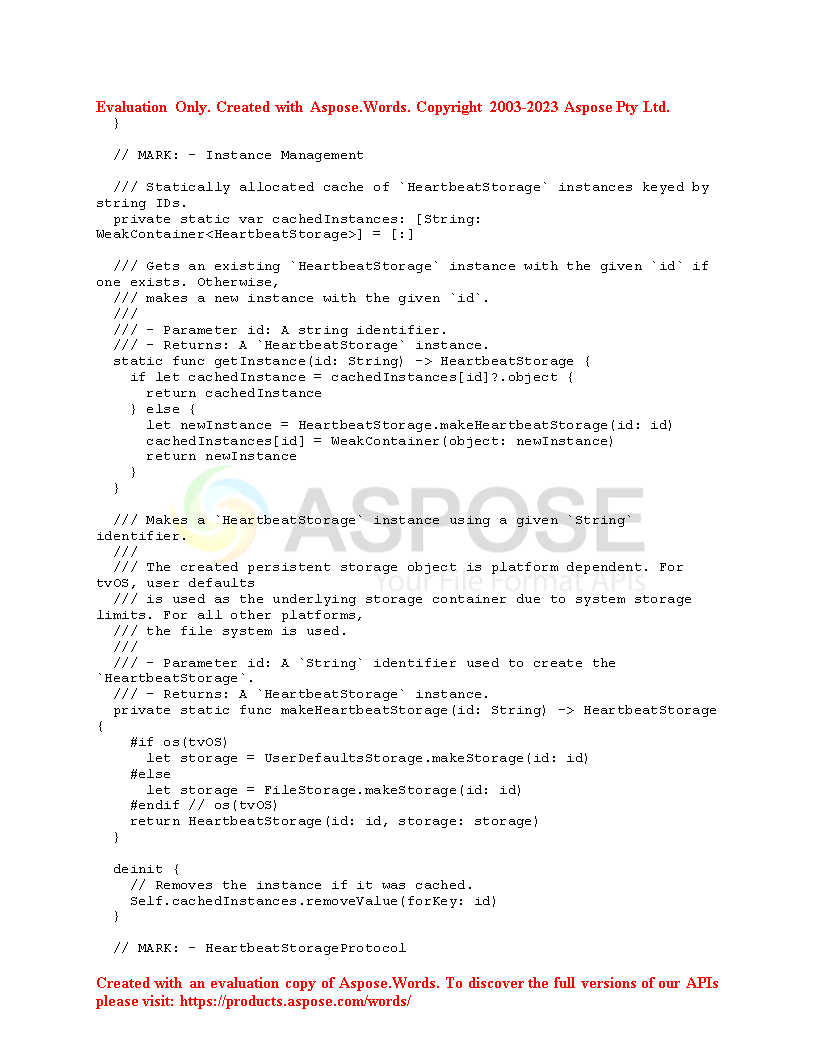 Evaluation Only. Created with Aspose.Words. Copyright 2003-2023 Aspose Pty Ltd.
  }

  // MARK: - Instance Management

  /// Statically allocated cache of `HeartbeatStorage` instances keyed by
string IDs.
  private static var cachedInstances: [String:
WeakContainer<HeartbeatStorage>] = [:]

  /// Gets an existing `HeartbeatStorage` instance with the given `id` if
one exists. Otherwise,
  /// makes a new instance with the given `id`.
  ///
  /// - Parameter id: A string identifier.
  /// - Returns: A `HeartbeatStorage` instance.
  static func getInstance(id: String) -> HeartbeatStorage {
    if let cachedInstance = cachedInstances[id]?.object {
      return cachedInstance
    } else {
      let newInstance = HeartbeatStorage.makeHeartbeatStorage(id: id)
      cachedInstances[id] = WeakContainer(object: newInstance)
      return newInstance
    }
  }

ASPOSE
  /// Makes a `HeartbeatStorage` instance using a given `String`
identifier.
  ///
  /// The created persistent storage object is platform dependent. For
tvOS, user defaults
Your File Format APIs
  /// is used as the underlying storage container due to system storage
limits. For all other platforms,
  /// the file system is used.
  ///
  /// - Parameter id: A `String` identifier used to create the
`HeartbeatStorage`.
  /// - Returns: A `HeartbeatStorage` instance.
  private static func makeHeartbeatStorage(id: String) -> HeartbeatStorage
{
    #if os(tvOS)
      let storage = UserDefaultsStorage.makeStorage(id: id)
    #else
      let storage = FileStorage.makeStorage(id: id)
    #endif // os(tvOS)
    return HeartbeatStorage(id: id, storage: storage)
  }

  deinit {
    // Removes the instance if it was cached.
    Self.cachedInstances.removeValue(forKey: id)
  }

  // MARK: - HeartbeatStorageProtocol

Created with an evaluation copy of Aspose.Words. To discover the full versions of our APIs
please visit: https://products.aspose.com/words/